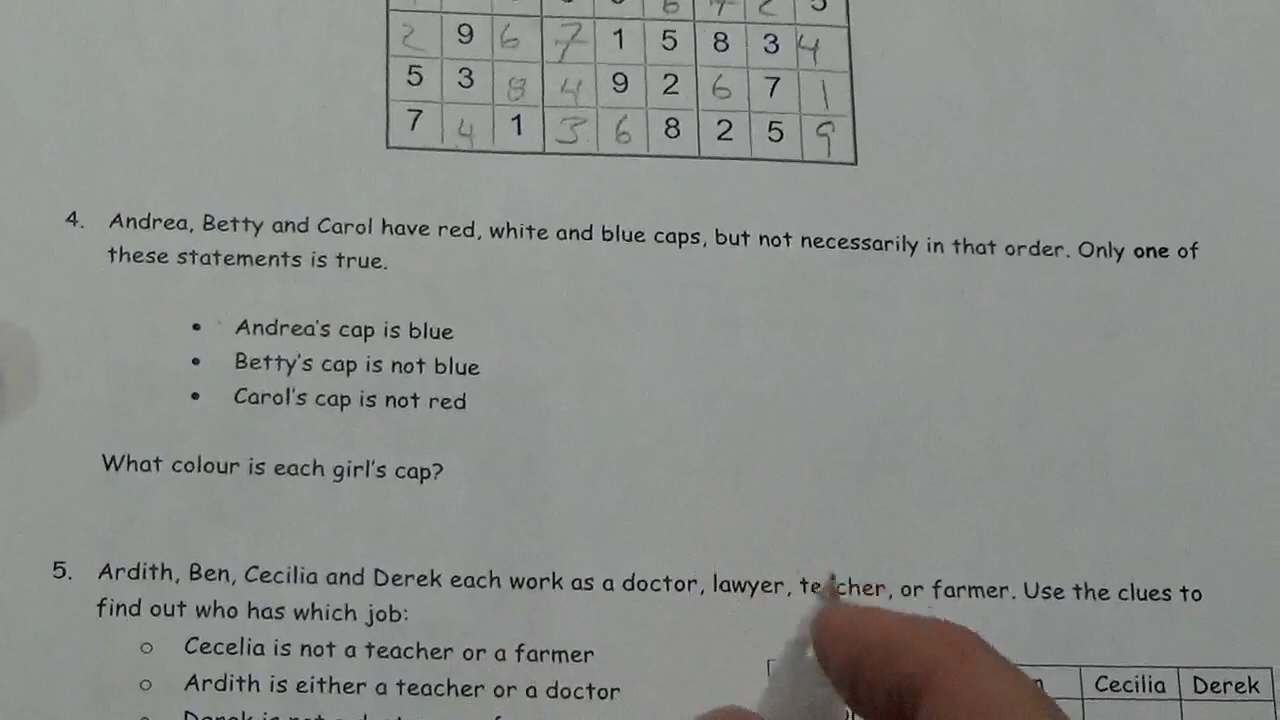 6 4 2 5
2 9 6 7 1 5 8 3 4
5 3 8 4 9 2 6 7 1
7 4 1 3 6 8 2 5 9
4. Andrea, Betty and Carol have red, white and blue caps, but not necessarily in that order. Only one of
these statements is true.
• Andrea's cap is blue
• Betty's cap is not blue
• Carol's cap is not red
What colour is each girl's cap?
5. Ardith, Ben, Cecilia and Derek each work as a doctor, lawyer, teacher, or farmer. Use the clues to
find out who has which job:
o Cecelia is not a teacher or a farmer
Cecilia Derek
o Ardith is either a teacher or a doctor